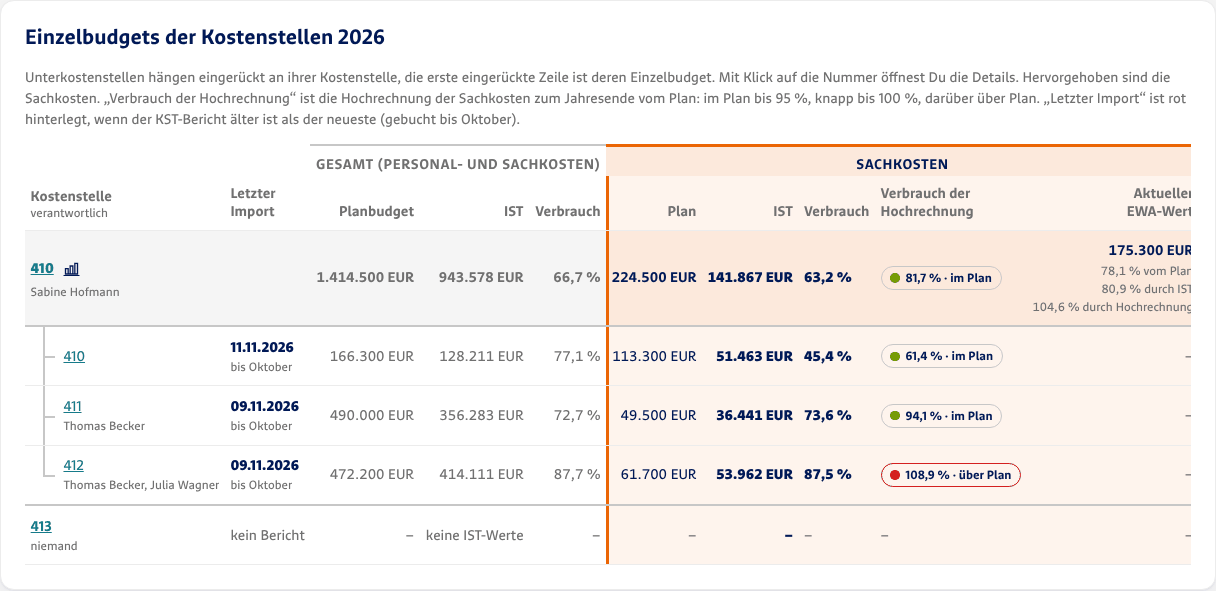 Einzelbudgets der Kostenstellen 2026
Unterkostenstellen hängen eingerückt an ihrer Kostenstelle, die erste eingerückte Zeile ist deren Einzelbudget. Mit Klick auf die Nummer öffnest Du die Details. Hervorgehoben sind die
Sachkosten. „Verbrauch der Hochrechnung“ ist die Hochrechnung der Sachkosten zum Jahresende vom Plan: im Plan bis 95 %, knapp bis 100 %, darüber über Plan. „Letzter Import“ ist rot
hinterlegt, wenn der KST-Bericht älter ist als der neueste (gebucht bis Oktober).
GESAMT (PERSONAL- UND SACHKOSTEN) SACHKOSTEN
Kostenstelle
verantwortlich
Letzter
Import
Planbudget IST Verbrauch Plan IST Verbrauch
Verbrauch der
Hochrechnung
Aktueller
EWA-Wert
410
Sabine Hofmann
1.414.500 EUR 943.578 EUR 66,7 % 224.500 EUR 141.867 EUR 63,2 % 81,7 % · im Plan
175.300 EUR
78,1 % vom Plan
80,9 % durch IST
104,6 % durch Hochrechnung
410
11.11.2026
bis Oktober
166.300 EUR 128.211 EUR 77,1 % 113.300 EUR 51.463 EUR 45,4 % 61,4 % · im Plan –
411
Thomas Becker
09.11.2026
bis Oktober
490.000 EUR 356.283 EUR 72,7 % 49.500 EUR 36.441 EUR 73,6 % 94,1 % · im Plan –
412
Thomas Becker, Julia Wagner
09.11.2026
bis Oktober
472.200 EUR 414.111 EUR 87,7 % 61.700 EUR 53.962 EUR 87,5 % 108,9 % · über Plan –
413
niemand
kein Bericht – keine IST-Werte – – – – – –